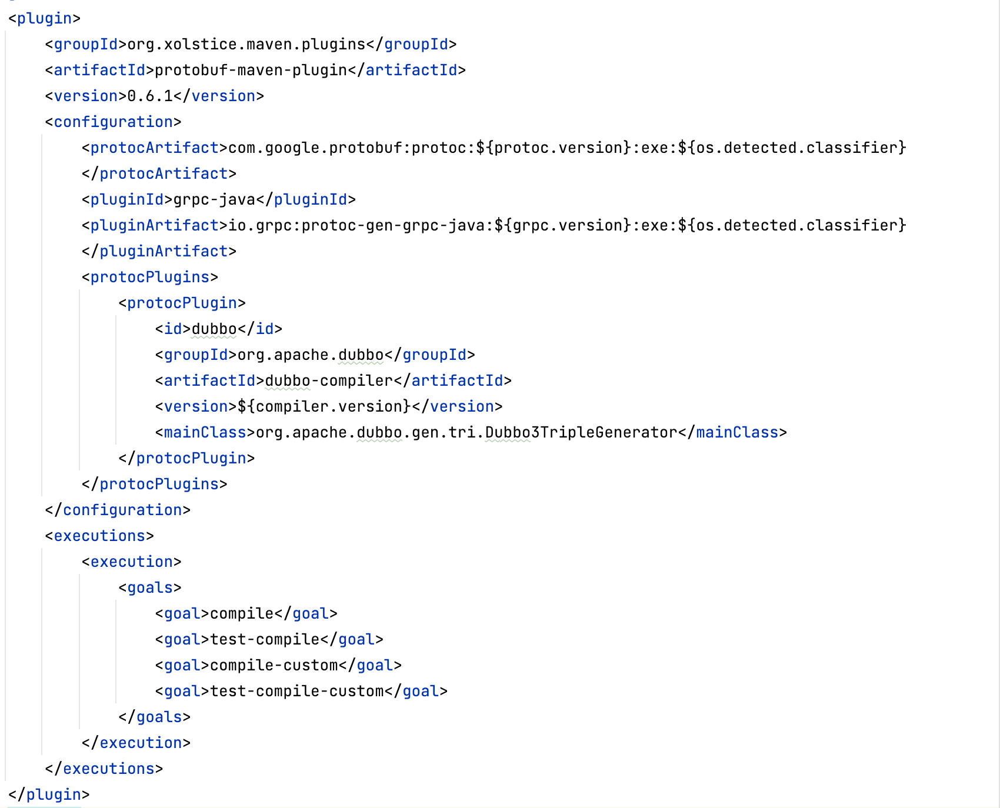 <plugin>
    <groupId>org.xolstice.maven.plugins</groupId>
    <artifactId>protobuf-maven-plugin</artifactId>
    <version>0.6.1</version>
    <configuration>
        <protocArtifact>com.google.protobuf:protoc:${protoc.version}:exe:${os.detected.classifier}
        </protocArtifact>
        <pluginId>grpc-java</pluginId>
        <pluginArtifact>io.grpc:protoc-gen-grpc-java:${grpc.version}:exe:${os.detected.classifier}
        </pluginArtifact>
        <protocPlugins>
            <protocPlugin>
                <id>dubbo</id>
                <groupId>org.apache.dubbo</groupId>
                <artifactId>dubbo-compiler</artifactId>
                <version>${compiler.version}</version>
                <mainClass>org.apache.dubbo.gen.tri.Dubbo3TripleGenerator</mainClass>
            </protocPlugin>
        </protocPlugins>
    </configuration>
    <executions>
        <execution>
            <goals>
                <goal>compile</goal>
                <goal>test-compile</goal>
                <goal>compile-custom</goal>
                <goal>test-compile-custom</goal>
            </goals>
        </execution>
    </executions>
</plugin>